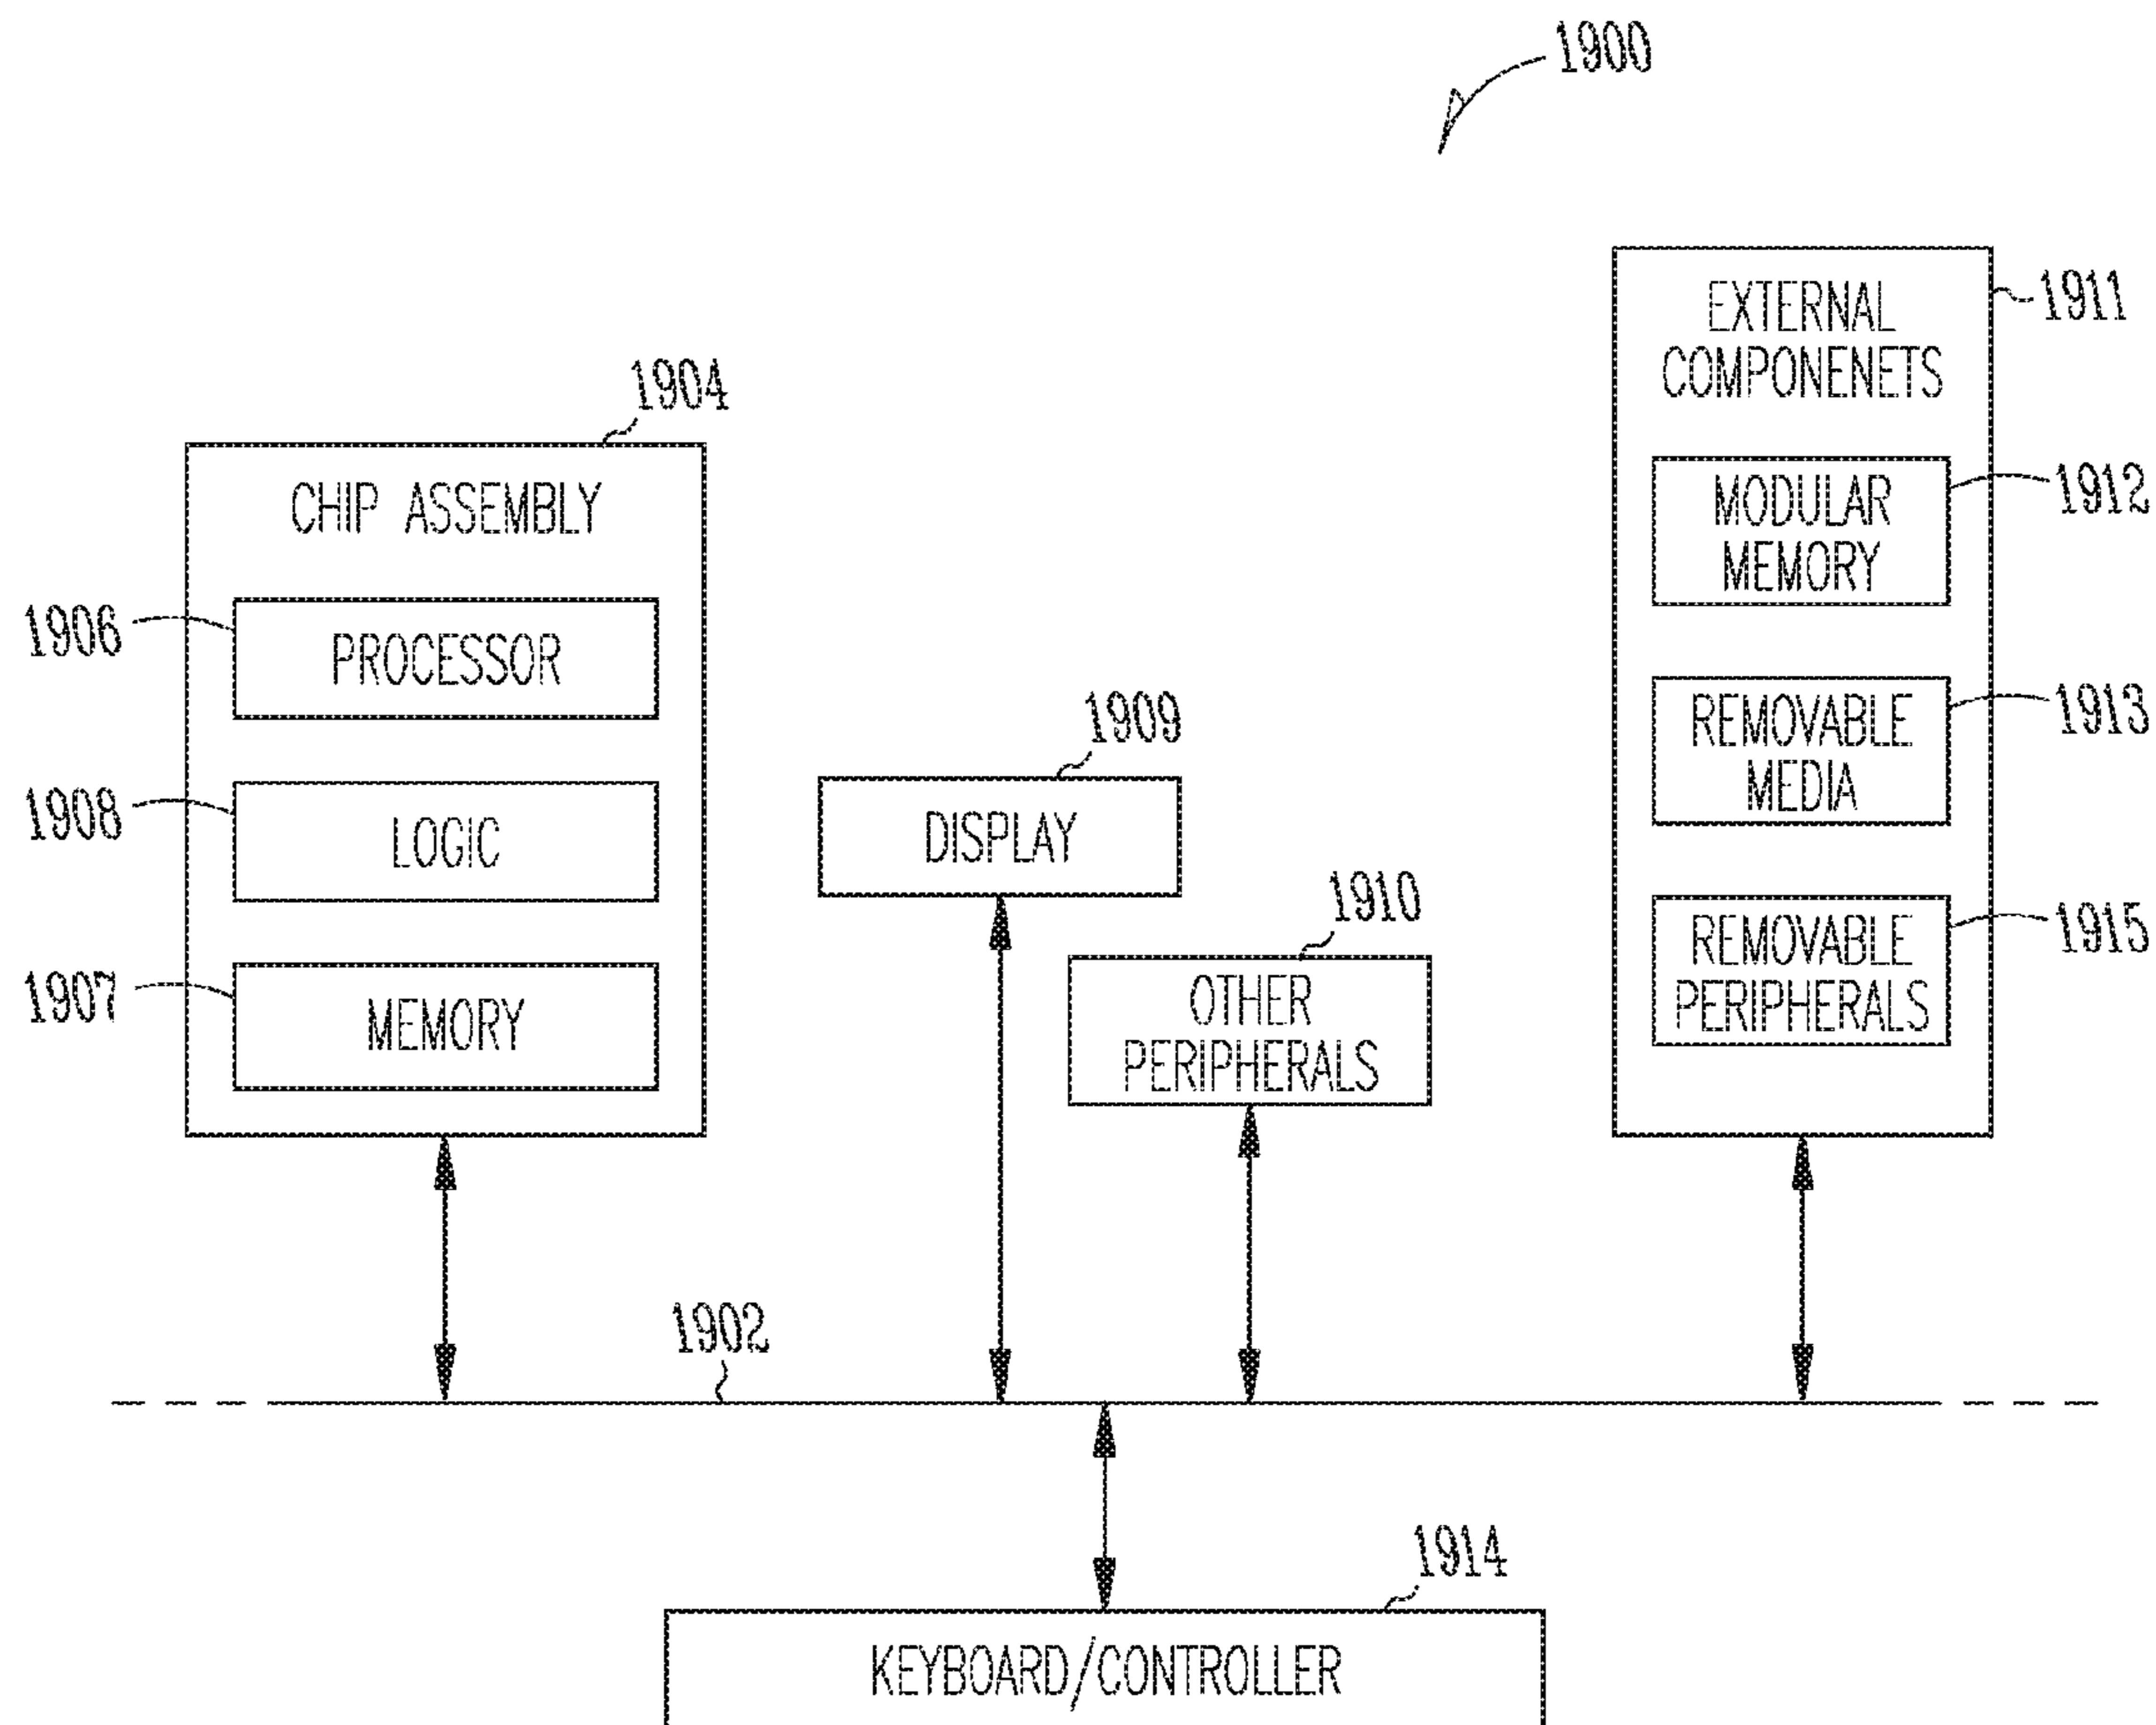 1900
EXTERNAL
COMPONENETS
1911
1904
CHIP ASSEMBLY
MODULAR
MEMORY
1912
1906
PROCESSOR
REMOVABLE
MEDIA
1913
1909
1908
LOGIC
DISPLAY
1910
REMOVABLE
PERIPHERALS
1915
1907
MEMORY
OTHER
PERIPHERALS
1902
1914
KEYBOARD/CONTROLLER